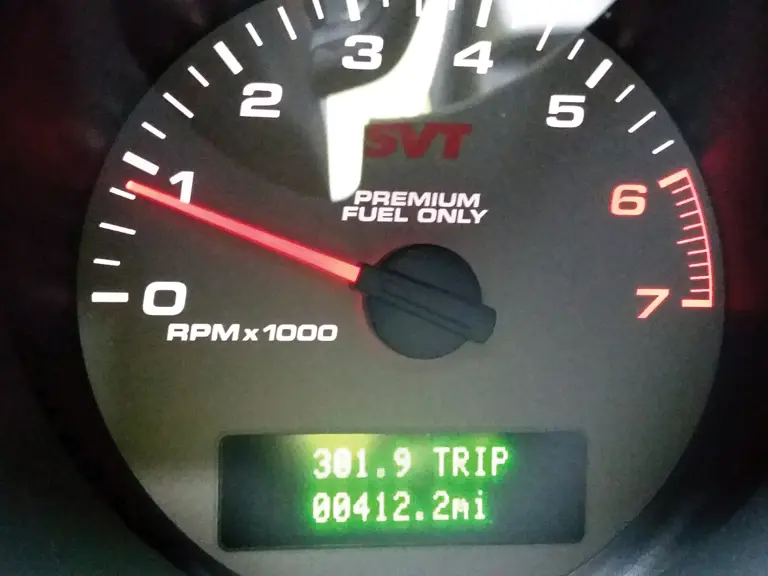 3 4
2 5
SVT
1 6
PREMIUM
FUEL ONLY
0 7
RPM x 1000
301.9 TRIP
00412.2mi